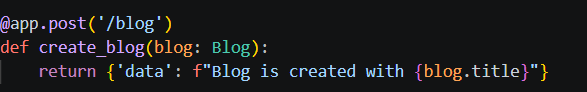 @app.post('/blog')
def create_blog(blog: Blog):
    return {'data': f"Blog is created with {blog.title}"}